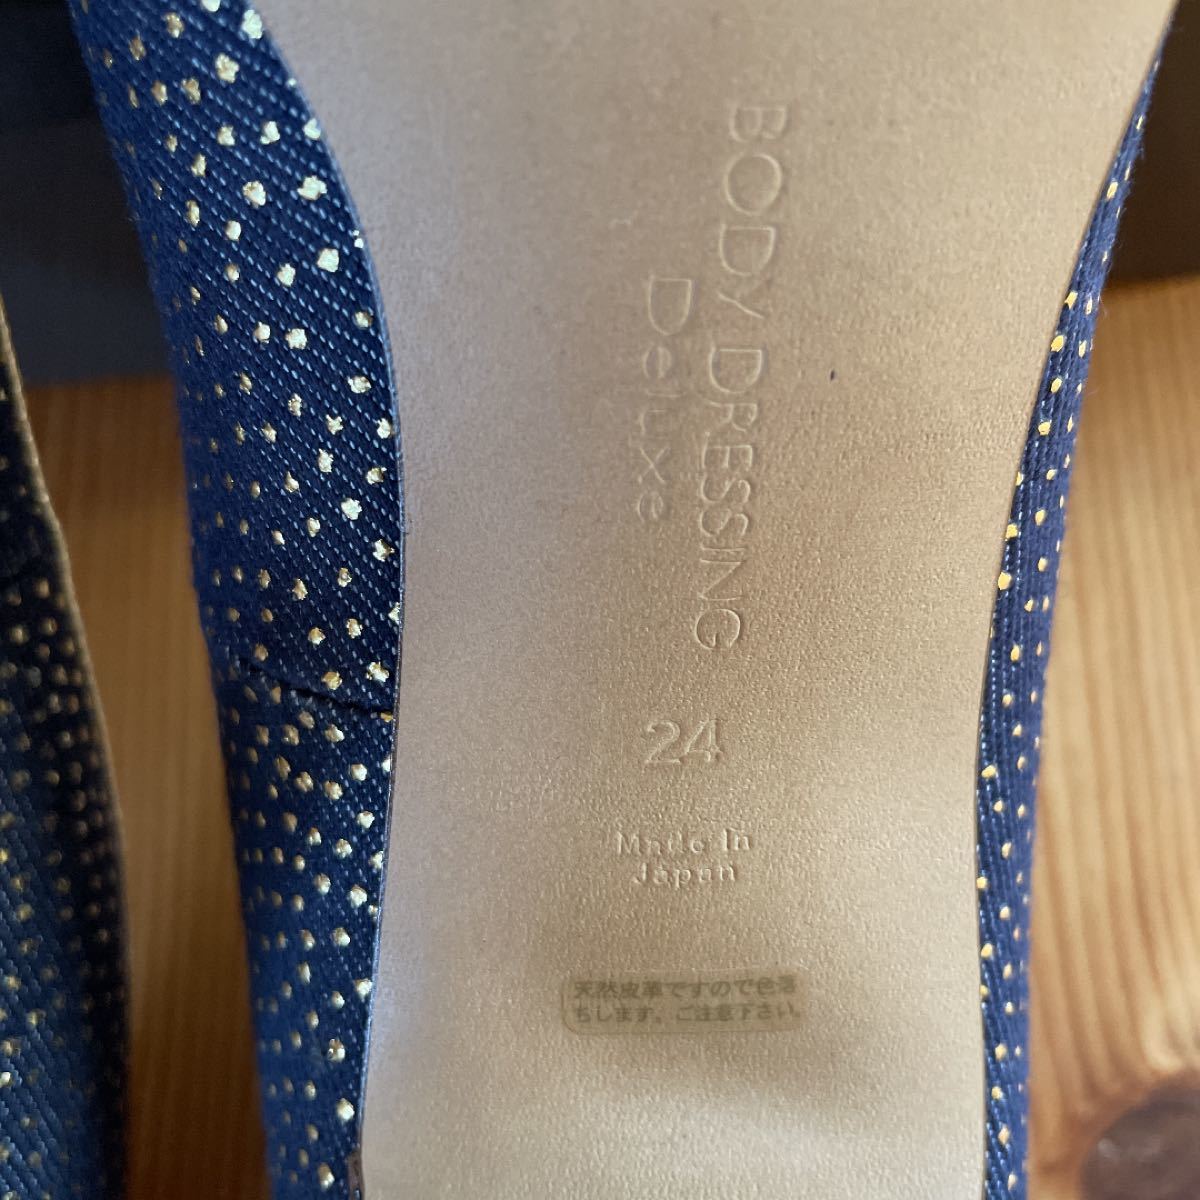 BODY DRESSING
Deluxe
24
Made in
Japan
天然皮革ですので色落
ちします。ご注意下さい。